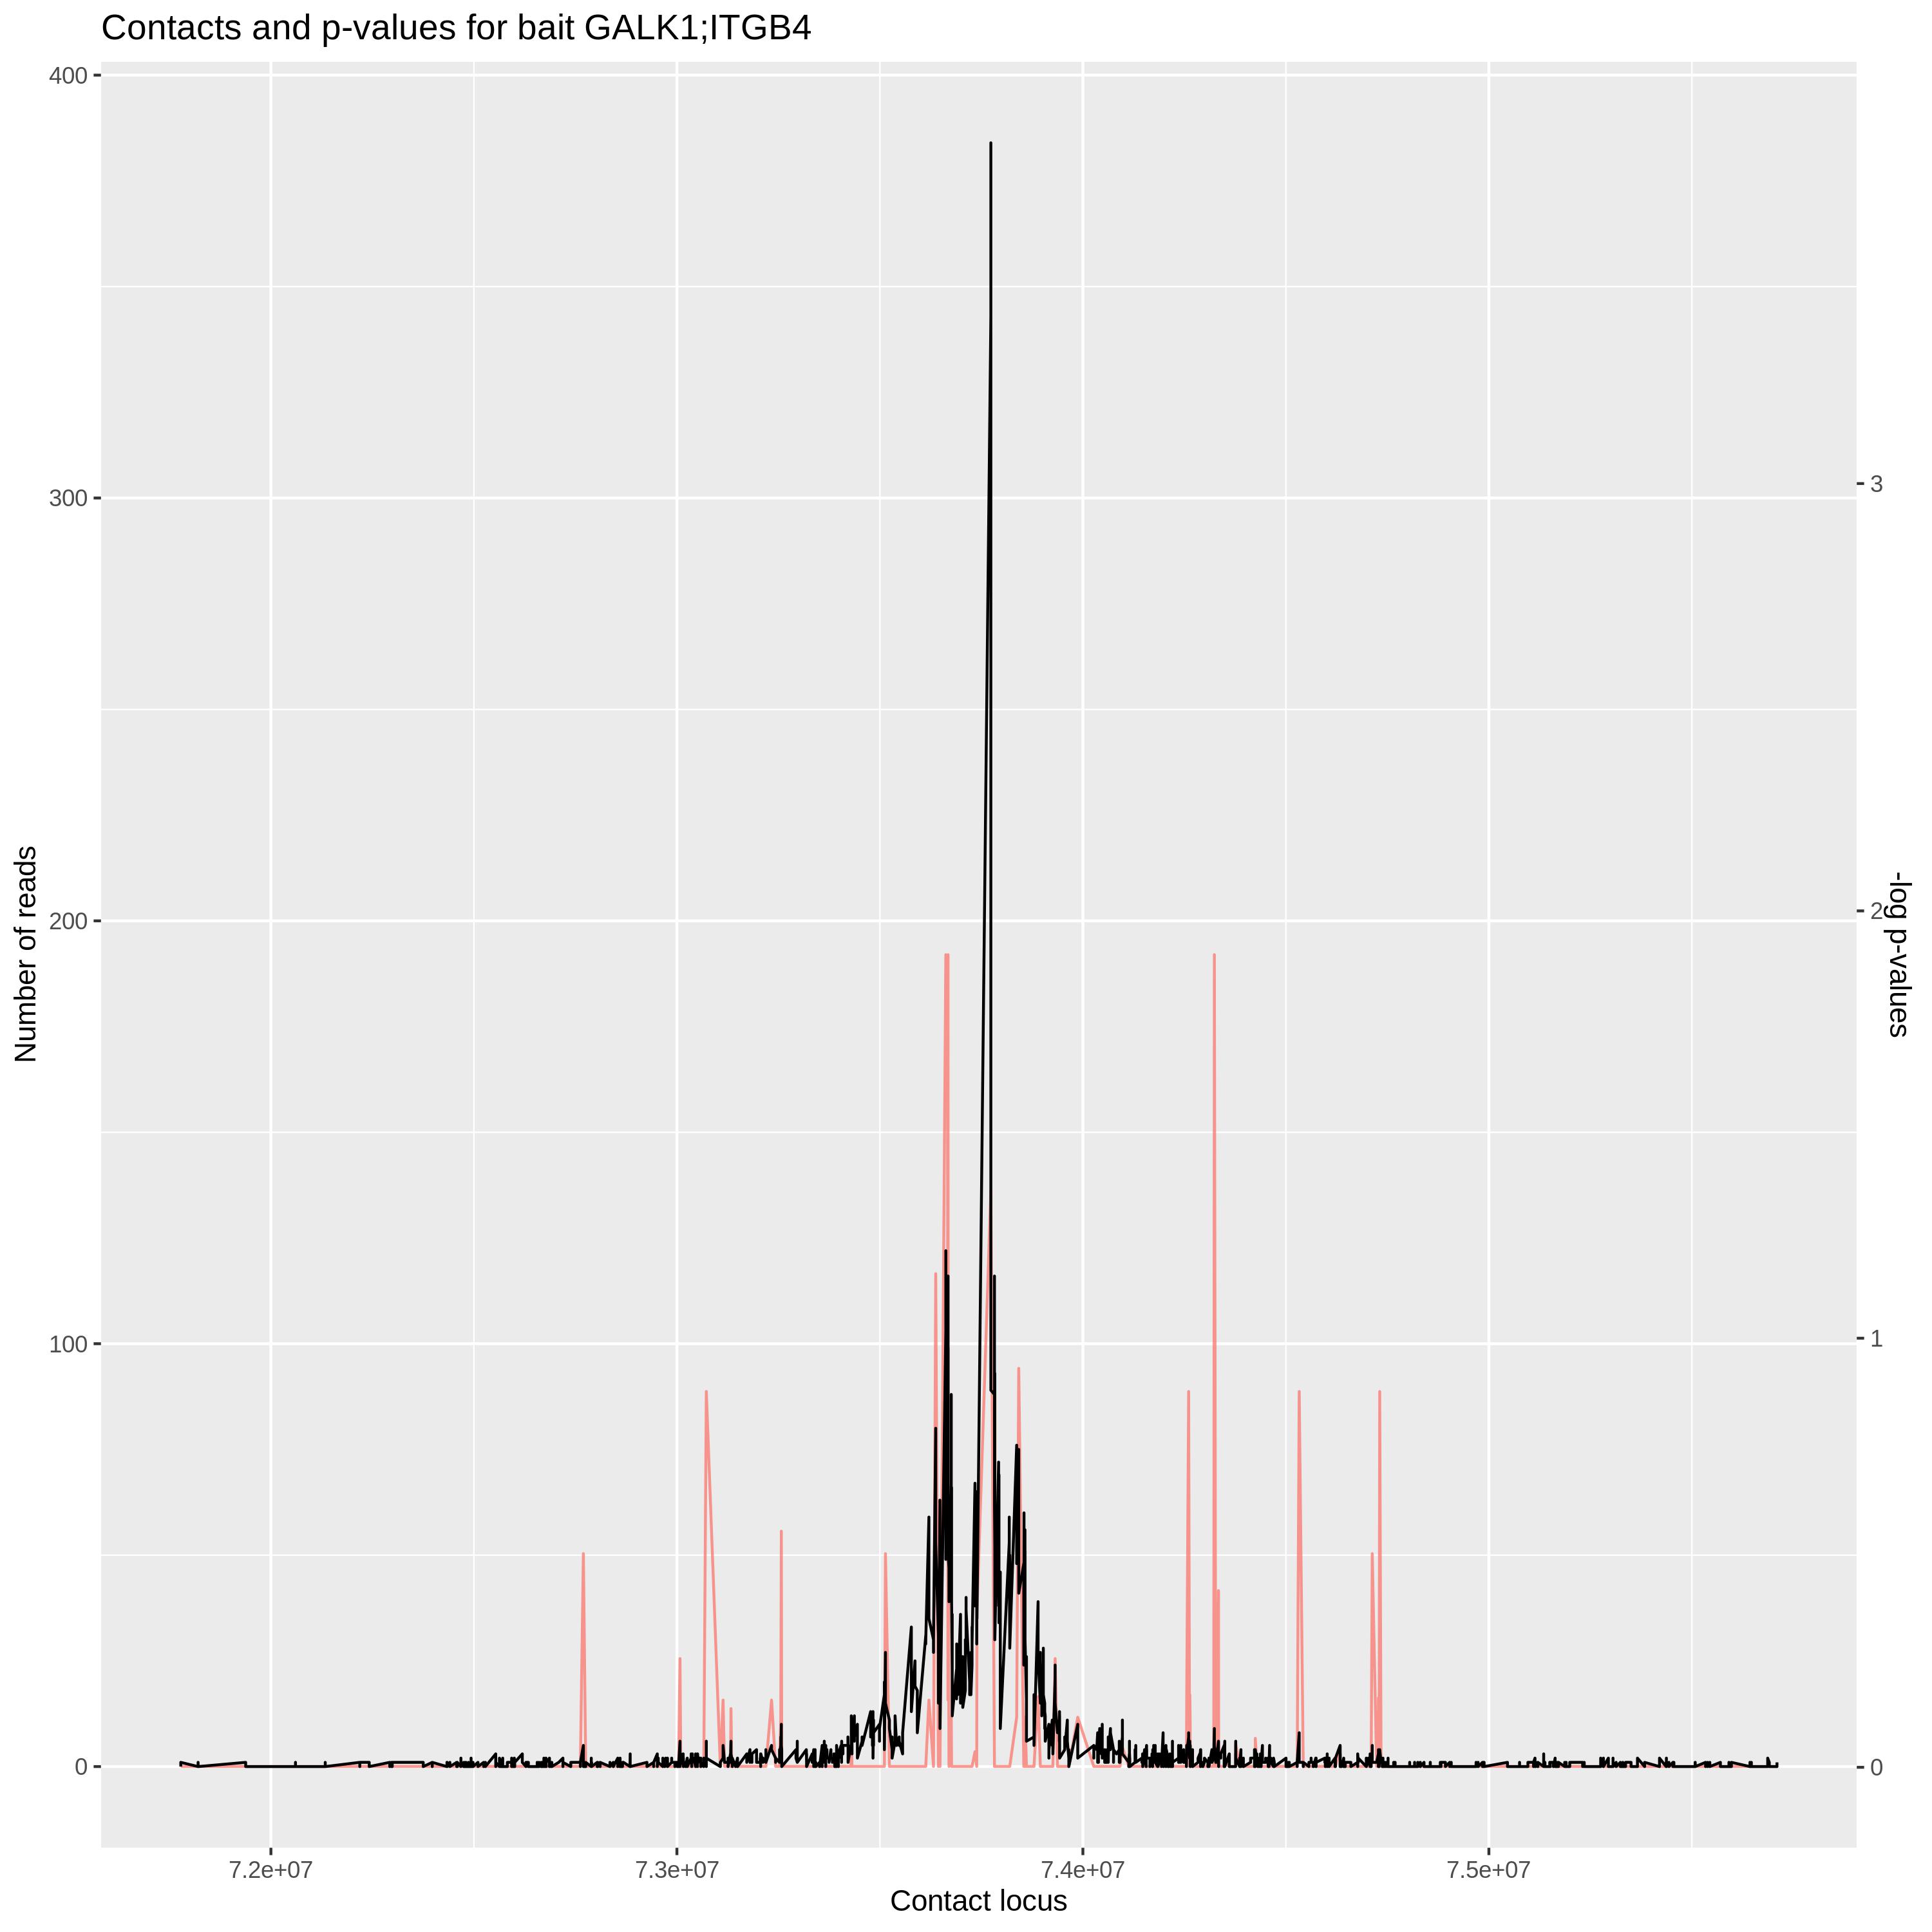 Contacts and p-values for bait GALK1;ITGB4
400
300
200
100
0
Number of reads
3
2
1
0
-log p-values
7.2e+07 7.3e+07 7.4e+07 7.5e+07
Contact locus